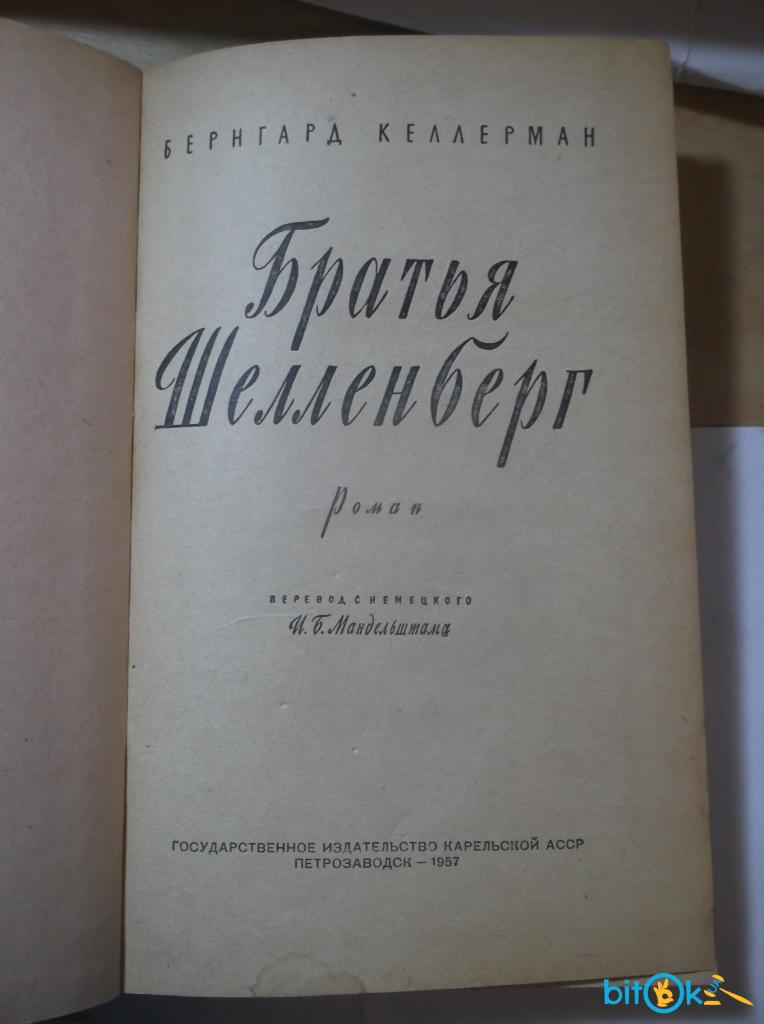 БЕРНГАРД КЕЛЛЕРМАН
Братья
Шелленберг
Роман
ПЕРЕВОД С НЕМЕЦКОГО
И. Б. Мандельштама
ГОСУДАРСТВЕННОЕ ИЗДАТЕЛЬСТВО КАРЕЛЬСКОЙ АССР
ПЕТРОЗАВОДСК — 1957
bitOk